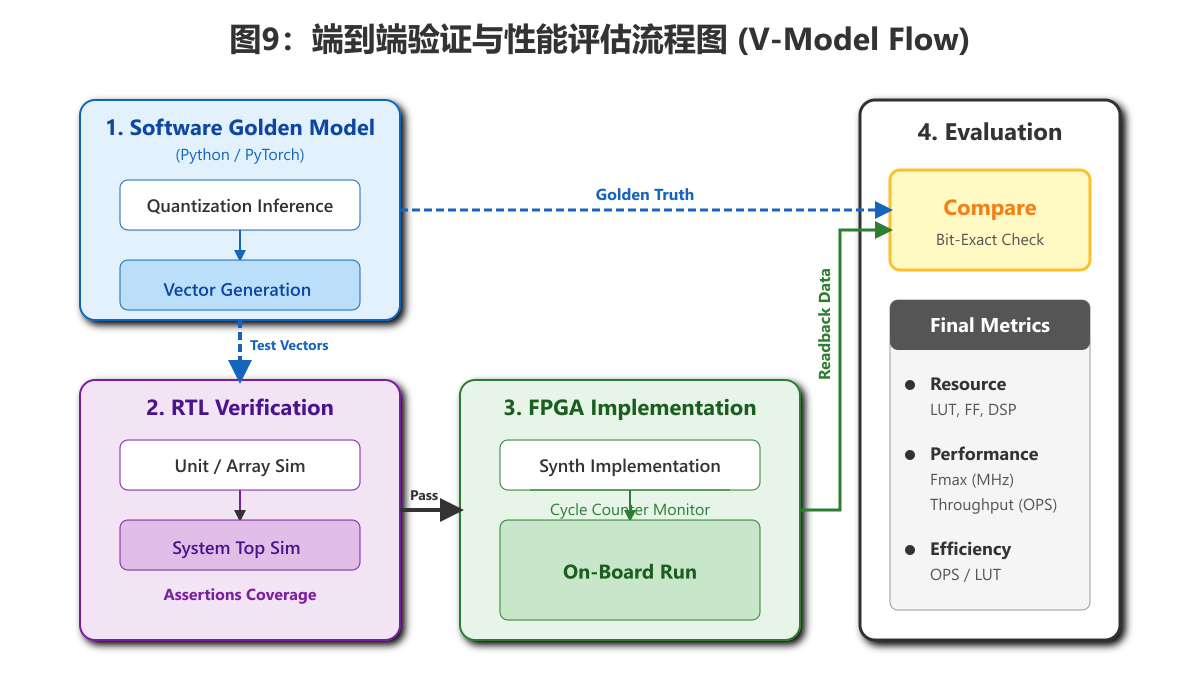 图9：端到端验证与性能评估流程图 (V-Model Flow)
1. Software Golden Model
(Python / PyTorch)
Quantization Inference
Vector Generation
Test Vectors
Golden Truth
2. RTL Verification
Unit / Array Sim
System Top Sim
Assertions Coverage
Pass
3. FPGA Implementation
Synth Implementation
Cycle Counter Monitor
On-Board Run
Readback Data
4. Evaluation
Compare
Bit-Exact Check
Final Metrics
Resource
LUT, FF, DSP
Performance
Fmax (MHz)
Throughput (OPS)
Efficiency
OPS / LUT